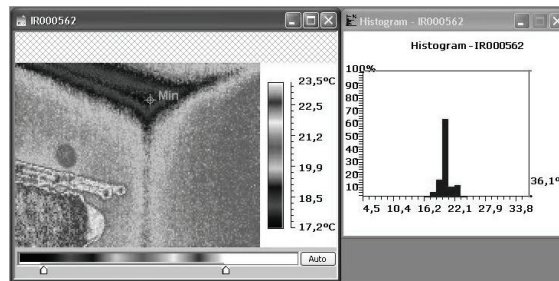 IR000562
Min
23,5ºC
22,5
21,2
19,9
18,5
17,2ºC
Auto
Histogram - IR000562
Histogram - IR000562
100%
90
80
70
60
50
40
30
20
10
36,1º
4,5 10,4 16,2 22,1 27,9 33,8